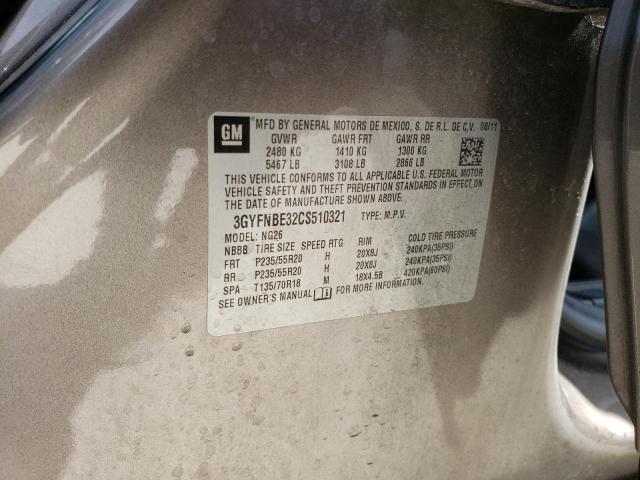 GM MFD BY GENERAL MOTORS DE MEXICO, S. DE R.L. DE C.V. 08/11
GVWR GAWR FRT GAWR RR
2480 KG 1410 KG 1300 KG
5467 LB 3108 LB 2866 LB
THIS VEHICLE CONFORMS TO ALL APPLICABLE U.S. FEDERAL MOTOR
VEHICLE SAFETY AND THEFT PREVENTION STANDARDS IN EFFECT ON
THE DATE OF MANUFACTURE SHOWN ABOVE.
3GYFNBE32CS510321 TYPE: M.P.V.
MODEL: NG26
NBBB TIRE SIZE SPEED RTG RIM COLD TIRE PRESSURE
FRT P235/55R20 H 20X8J 240KPA(35PSI)
RR P235/55R20 H 20X8J 240KPA(35PSI)
SPA T135/70R18 M 18X4.5B 420KPA(60PSI)
SEE OWNER'S MANUAL FOR MORE INFORMATION.